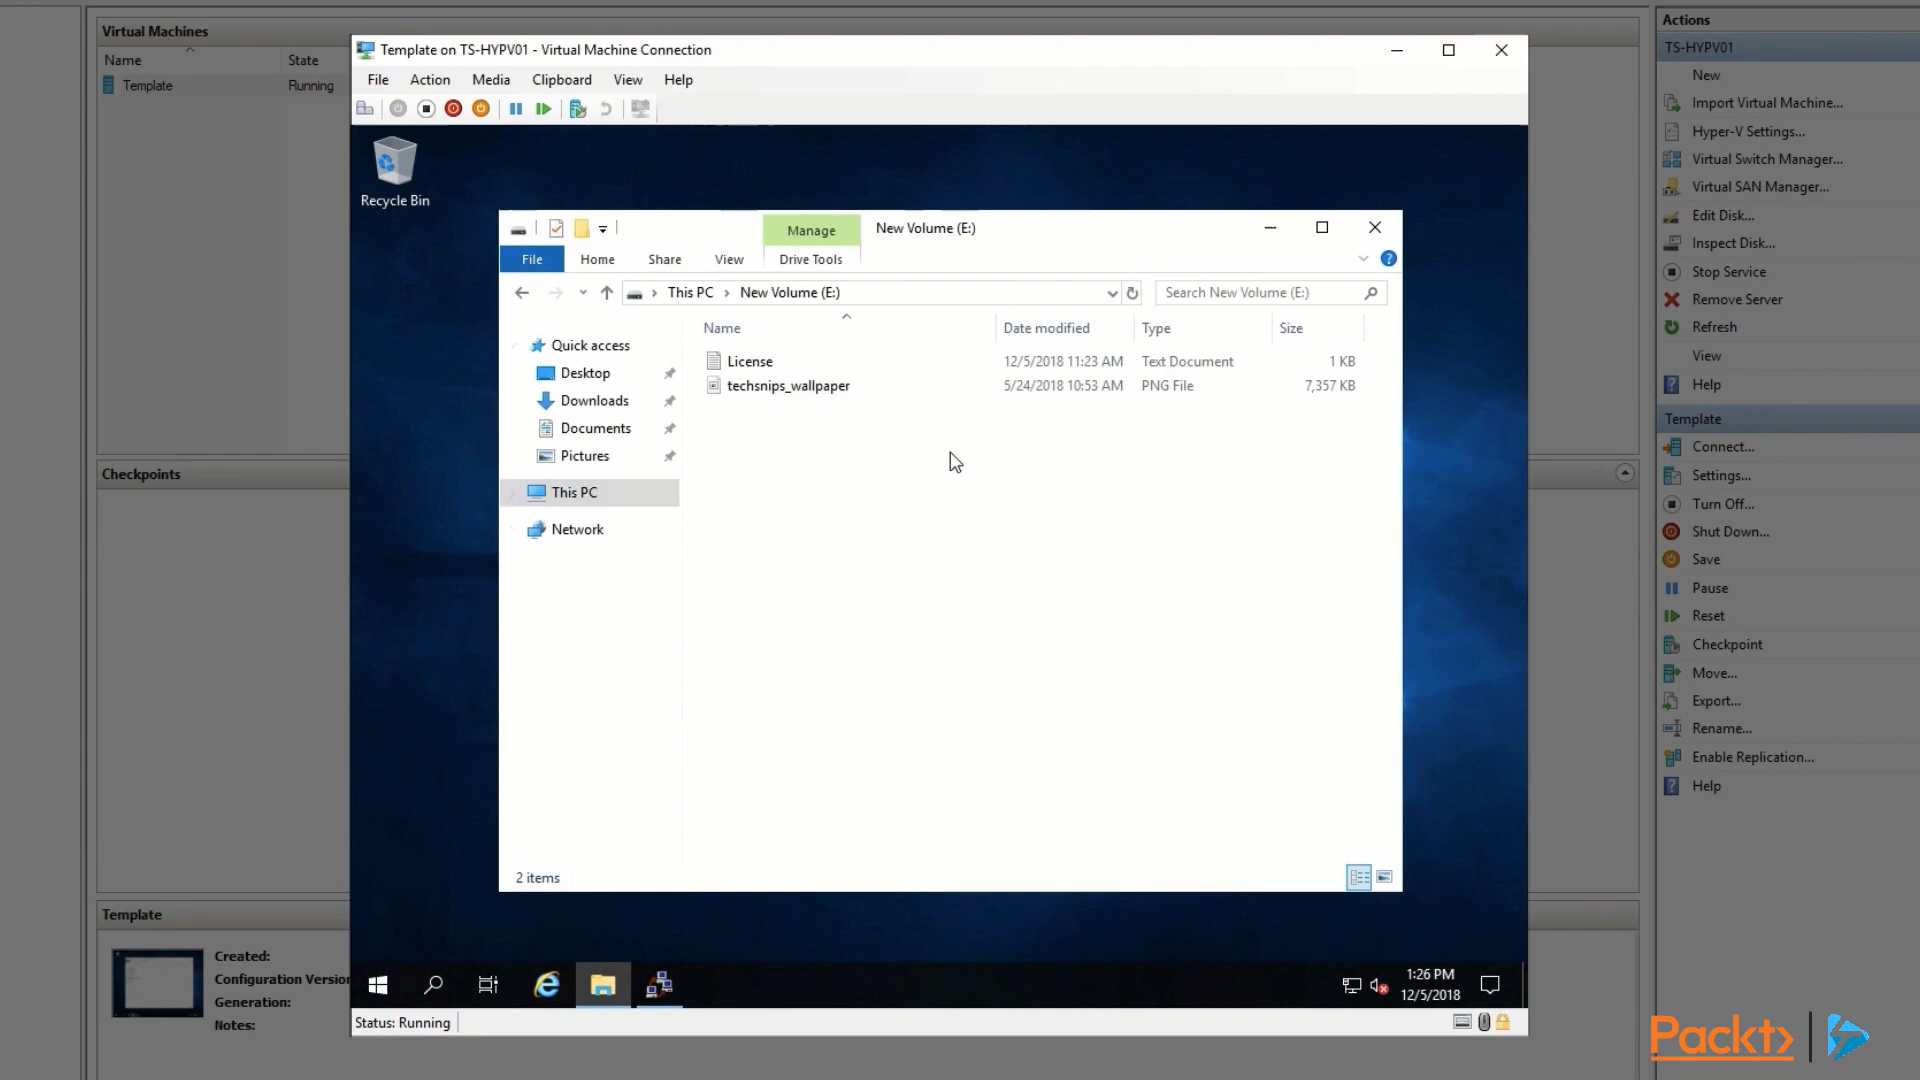 Virtual Machines
Name State
Template Running
Checkpoints
Template
Created:
Configuration Version
Generation:
Notes:
Template on TS-HYPV01 - Virtual Machine Connection
File Action Media Clipboard View Help
Recycle Bin
Manage New Volume (E:)
File Home Share View Drive Tools
This PC New Volume (E:) Search New Volume (E:)
Name Date modified Type Size
License 12/5/2018 11:23 AM Text Document 1 KB
techsnips_wallpaper 5/24/2018 10:53 AM PNG File 7,357 KB
Quick access
Desktop
Downloads
Documents
Pictures
This PC
Network
2 items
1:26 PM
12/5/2018
Status: Running
Actions
TS-HYPV01
New
Import Virtual Machine...
Hyper-V Settings...
Virtual Switch Manager...
Virtual SAN Manager...
Edit Disk...
Inspect Disk...
Stop Service
Remove Server
Refresh
View
Help
Template
Connect...
Settings...
Turn Off...
Shut Down...
Save
Pause
Reset
Checkpoint
Move...
Export...
Rename...
Enable Replication...
Help
Packt